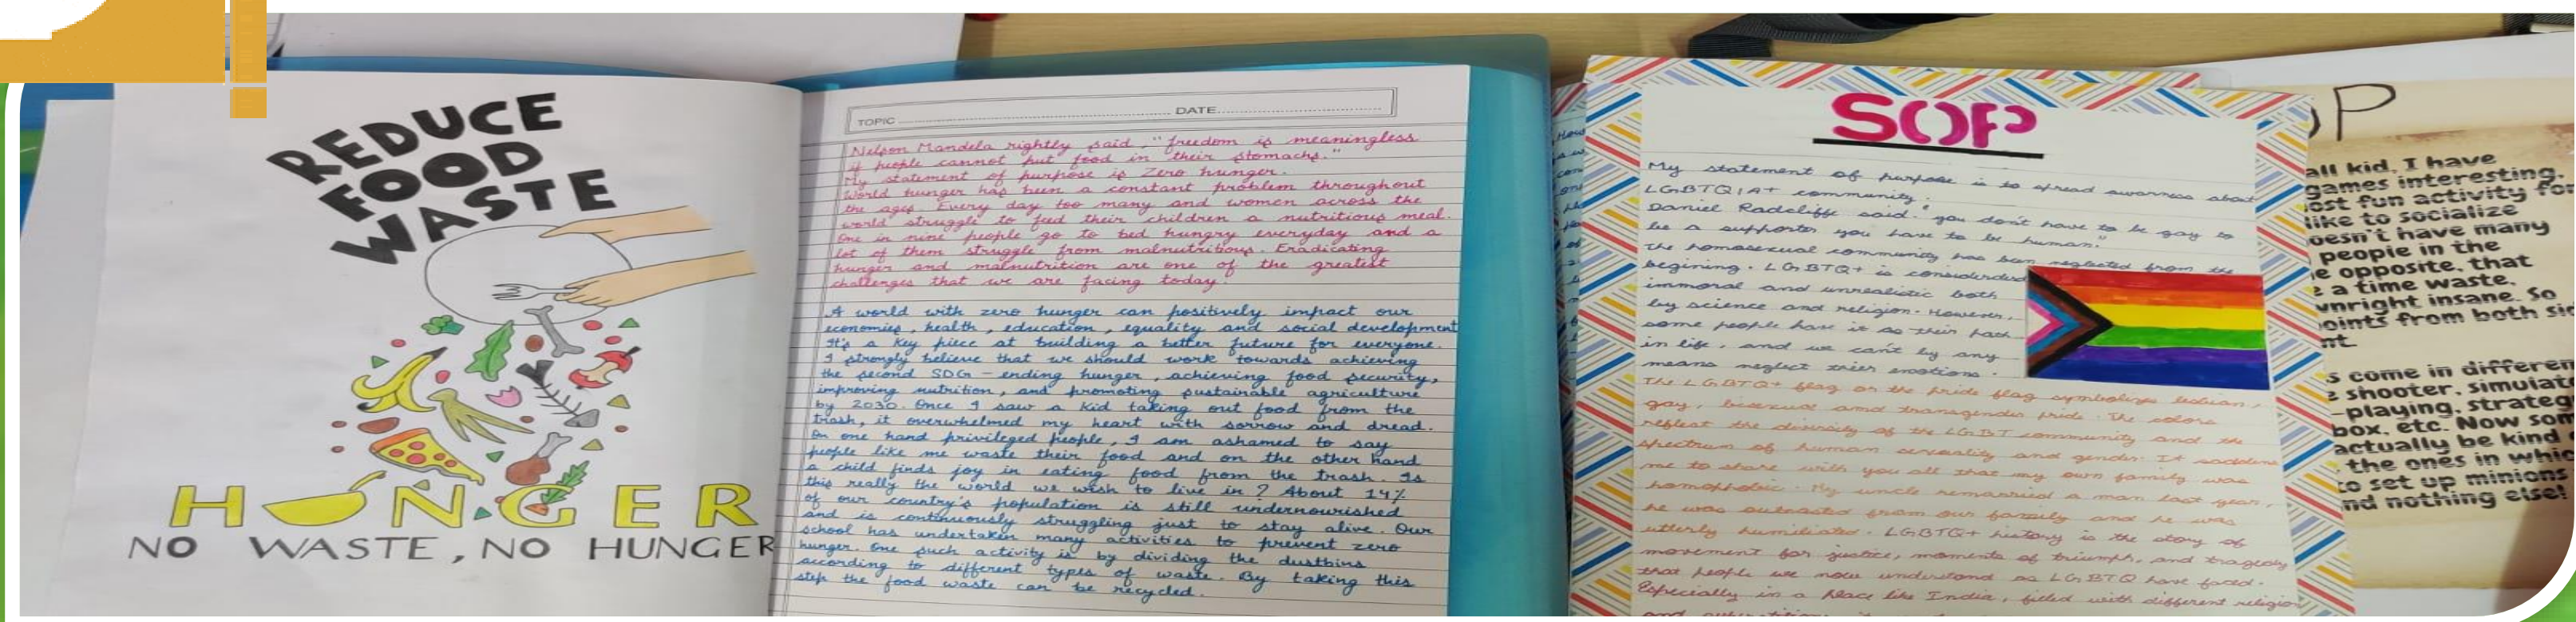 REDUCE
FOOD
WASTE
HUNGER
NO WASTE, NO HUNGER
TOPIC
DATE
Nelson Mandela rightly said, "freedom is meaningless
if people cannot put food in their stomachs."
My statement of purpose is Zero hunger.
World hunger has been a constant problem throughout
the ages. Every day too many and women across the
world struggle to feed their children a nutritious meal.
One in nine people go to bed hungry everyday and a
lot of them struggle from malnutritious. Eradicating
hunger and malnutrition are one of the greatest
challenges that we are facing today.
A world with zero hunger can positively impact our
economies, health, education, equality and social development
It's a key piece at building a better future for everyone.
I strongly believe that we should work towards achieving
the second SDG - ending hunger, achieving food security,
improving nutrition, and promoting sustainable agriculture
by 2030. Once I saw a kid taking out food from the
trash, it overwhelmed my heart with sorrow and dread.
On one hand privileged people, I am ashamed to say
people like me waste their food and on the other hand
a child finds joy in eating food from the trash. Is
this really the world we wish to live in? About 14%
of our country's population is still undernourished
and is continuously struggling just to stay alive. Our
school has undertaken many activities to prevent zero
hunger. One such activity is by dividing the dustbins
according to different types of waste. By taking this
step the food waste can be recycled.
SOP
My statement of purpose is to spread awarness about
LGBTQIA+ community.
Daniel Radcliffe said "you don't have to be gay to
be a supporter you have to be human."
The homosexual community has been neglected from the
begining. LGBTQ+ is considerded
immoral and unrealistic both
by science and religion. However,
some people have it as their path
in life, and we can't by any
means neglect their emotions.
The LGBTQ+ flag or the pride flag symbolizes lesbian,
gay, bisexual and transgender pride. The colors
reflect the diversity of the LGBT community and the
spectrum of human sexuality and gender. It saddens
me to share with you all that my own family was
homophobic. My uncle remarried a man last year,
he was outcasted from our family and he was
utterly humiliated. LGBTQ+ history is the story of
movement for justice, moments of triumph, and tragedy
that people we now understand as LGBTQ have faced.
Especially in a place like India, filled with different religion
P
all kid, I have
games interesting.
ost fun activity for
like to socialize
oesn't have many
people in the
e opposite, that
a time waste,
wnright insane. So
oints from both sid
nt.
s come in differen
shooter, simulat
-playing, strateg
box, etc. Now som
actually be kind
the ones in whic
to set up minions
nd nothing else!